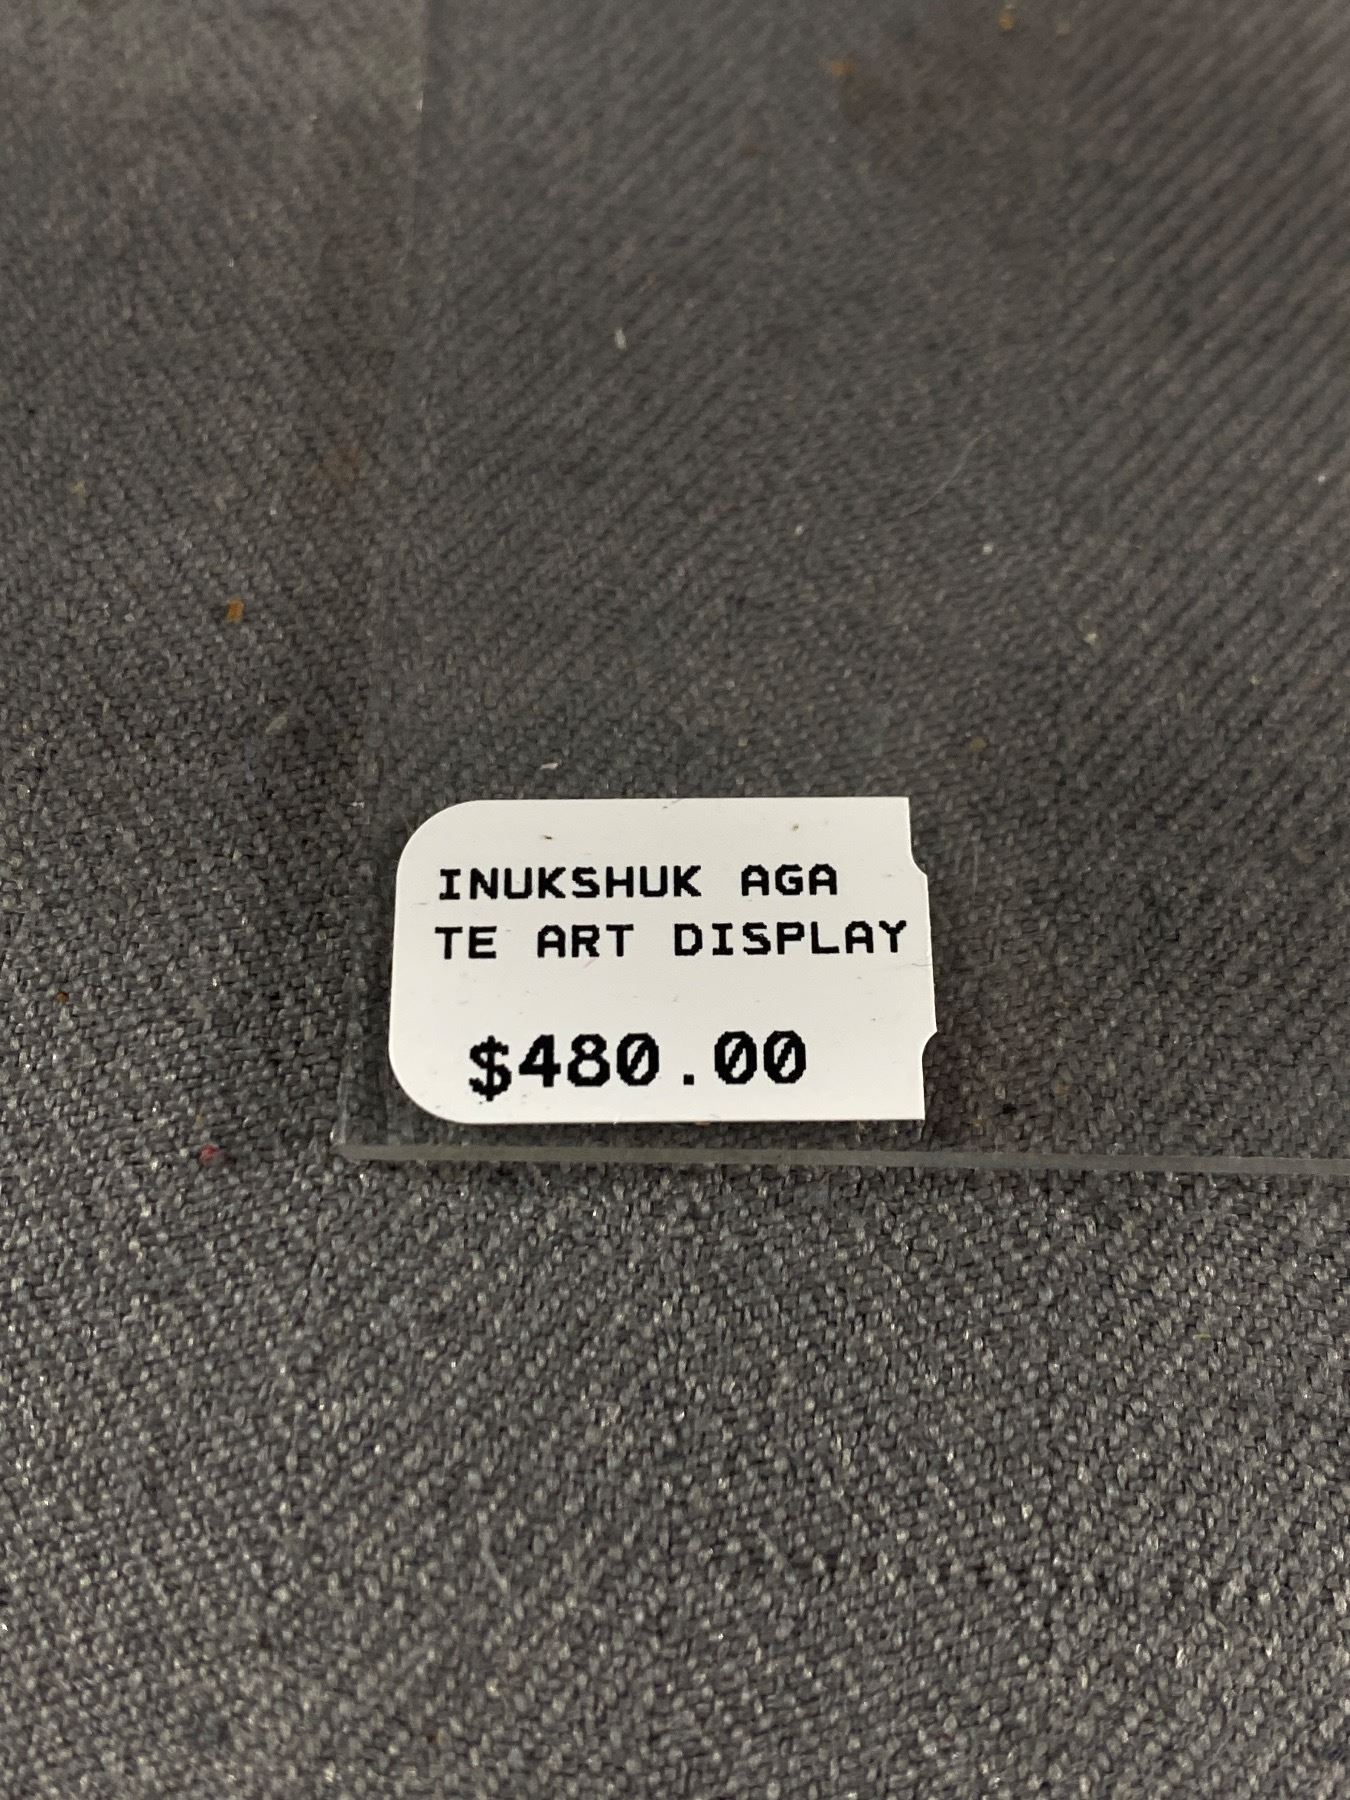 INUKSHUK AGA
TE ART DISPLAY
$480.00